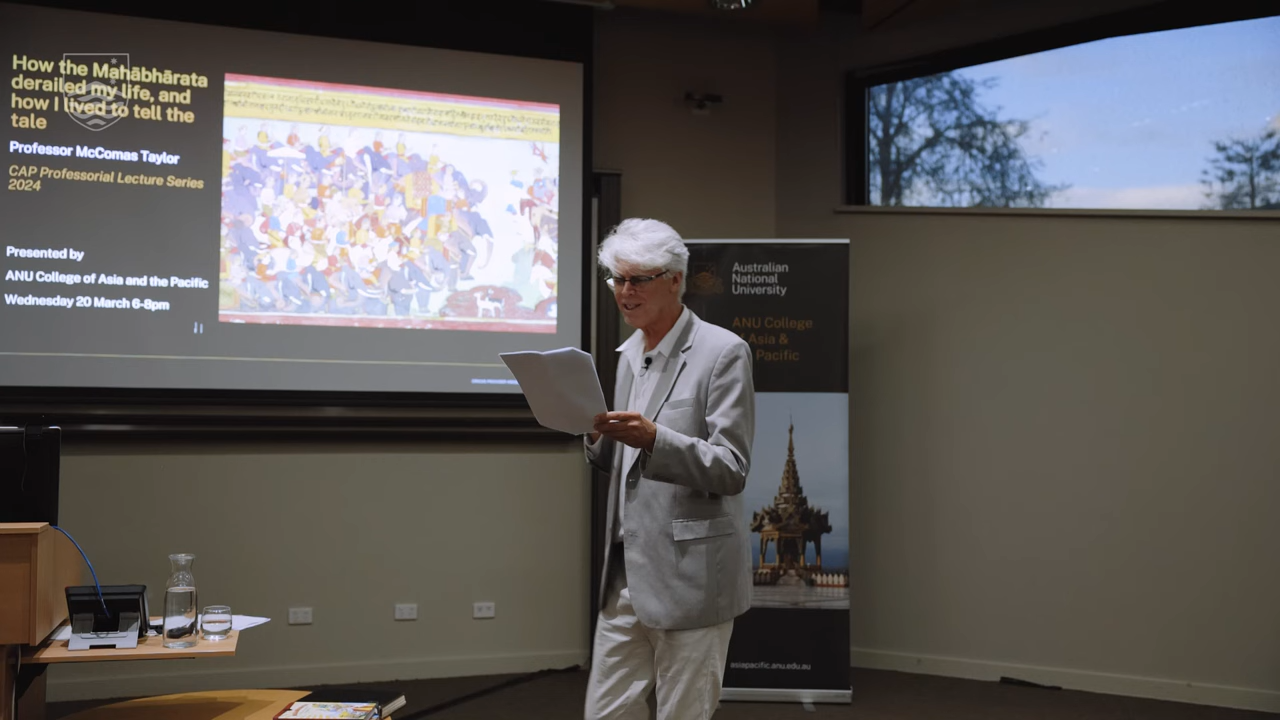 How the Mahābhārata
derailed my life, and
how I lived to tell the
tale
Professor McComas Taylor
CAP Professorial Lecture Series
2024
Presented by
ANU College of Asia and the Pacific
Wednesday 20 March 6-8pm
Australian
National
University
ANU College
Asia &
Pacific
asiapacific.anu.edu.au